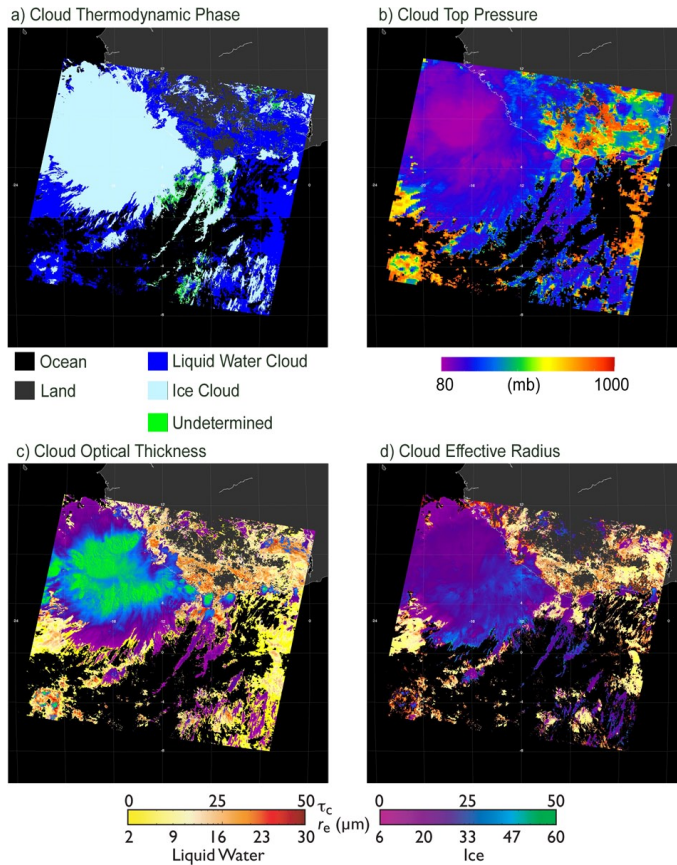 a) Cloud Thermodynamic Phase
b) Cloud Top Pressure
Ocean
Liquid Water Cloud
Land
Ice Cloud
Undetermined
80 (mb) 1000
c) Cloud Optical Thickness
d) Cloud Effective Radius
0 25 50 τc 0 25 50
2 9 16 23 30 re (μm) 6 20 33 47 60
Liquid Water Ice